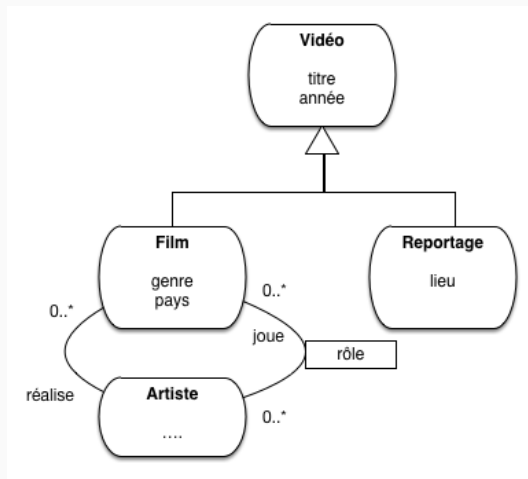 Vidéo
titre
année
Film
genre
pays
Reportage
lieu
0..*
0..*
joue
rôle
réalise
Artiste
....
0..*